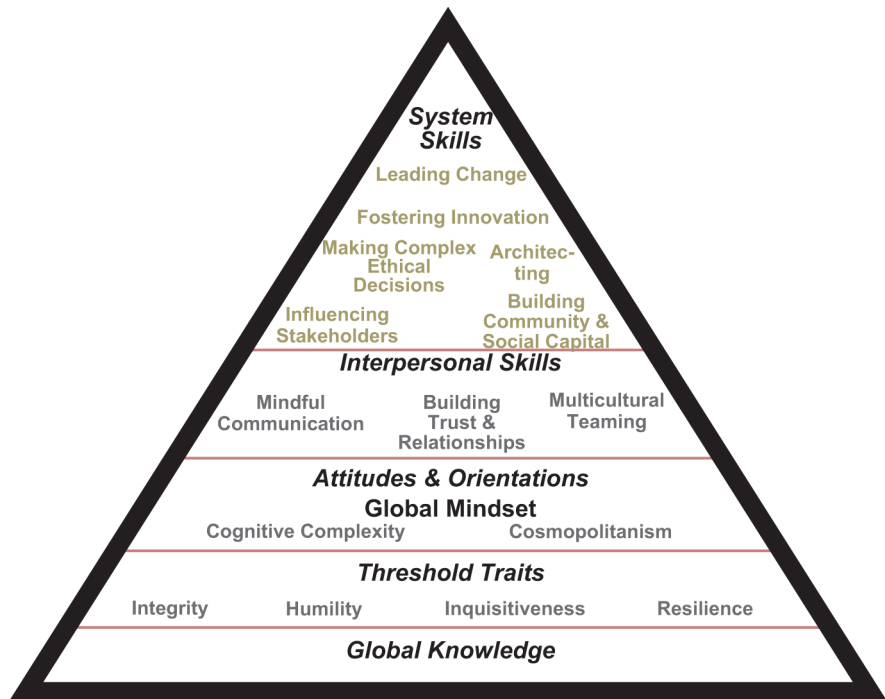 System
Skills
Leading Change
Fostering Innovation
Making Complex
Ethical
Decisions
Architec-
ting
Influencing
Stakeholders
Building
Community &
Social Capital
Interpersonal Skills
Mindful
Communication
Building
Trust &
Relationships
Multicultural
Teaming
Attitudes & Orientations
Global Mindset
Cognitive Complexity
Cosmopolitanism
Threshold Traits
Integrity
Humility
Inquisitiveness
Resilience
Global Knowledge